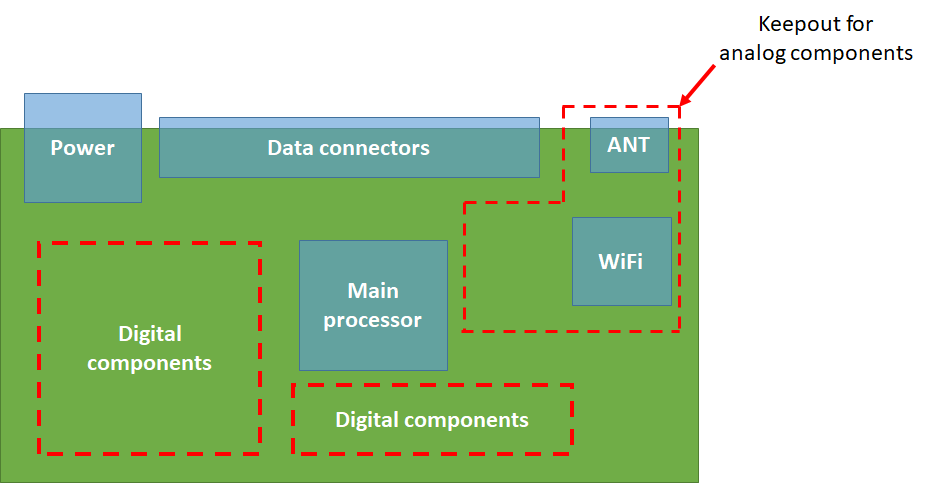 Keepout for
analog components
Power
Data connectors
ANT
WiFi
Main
processor
Digital
components
Digital components